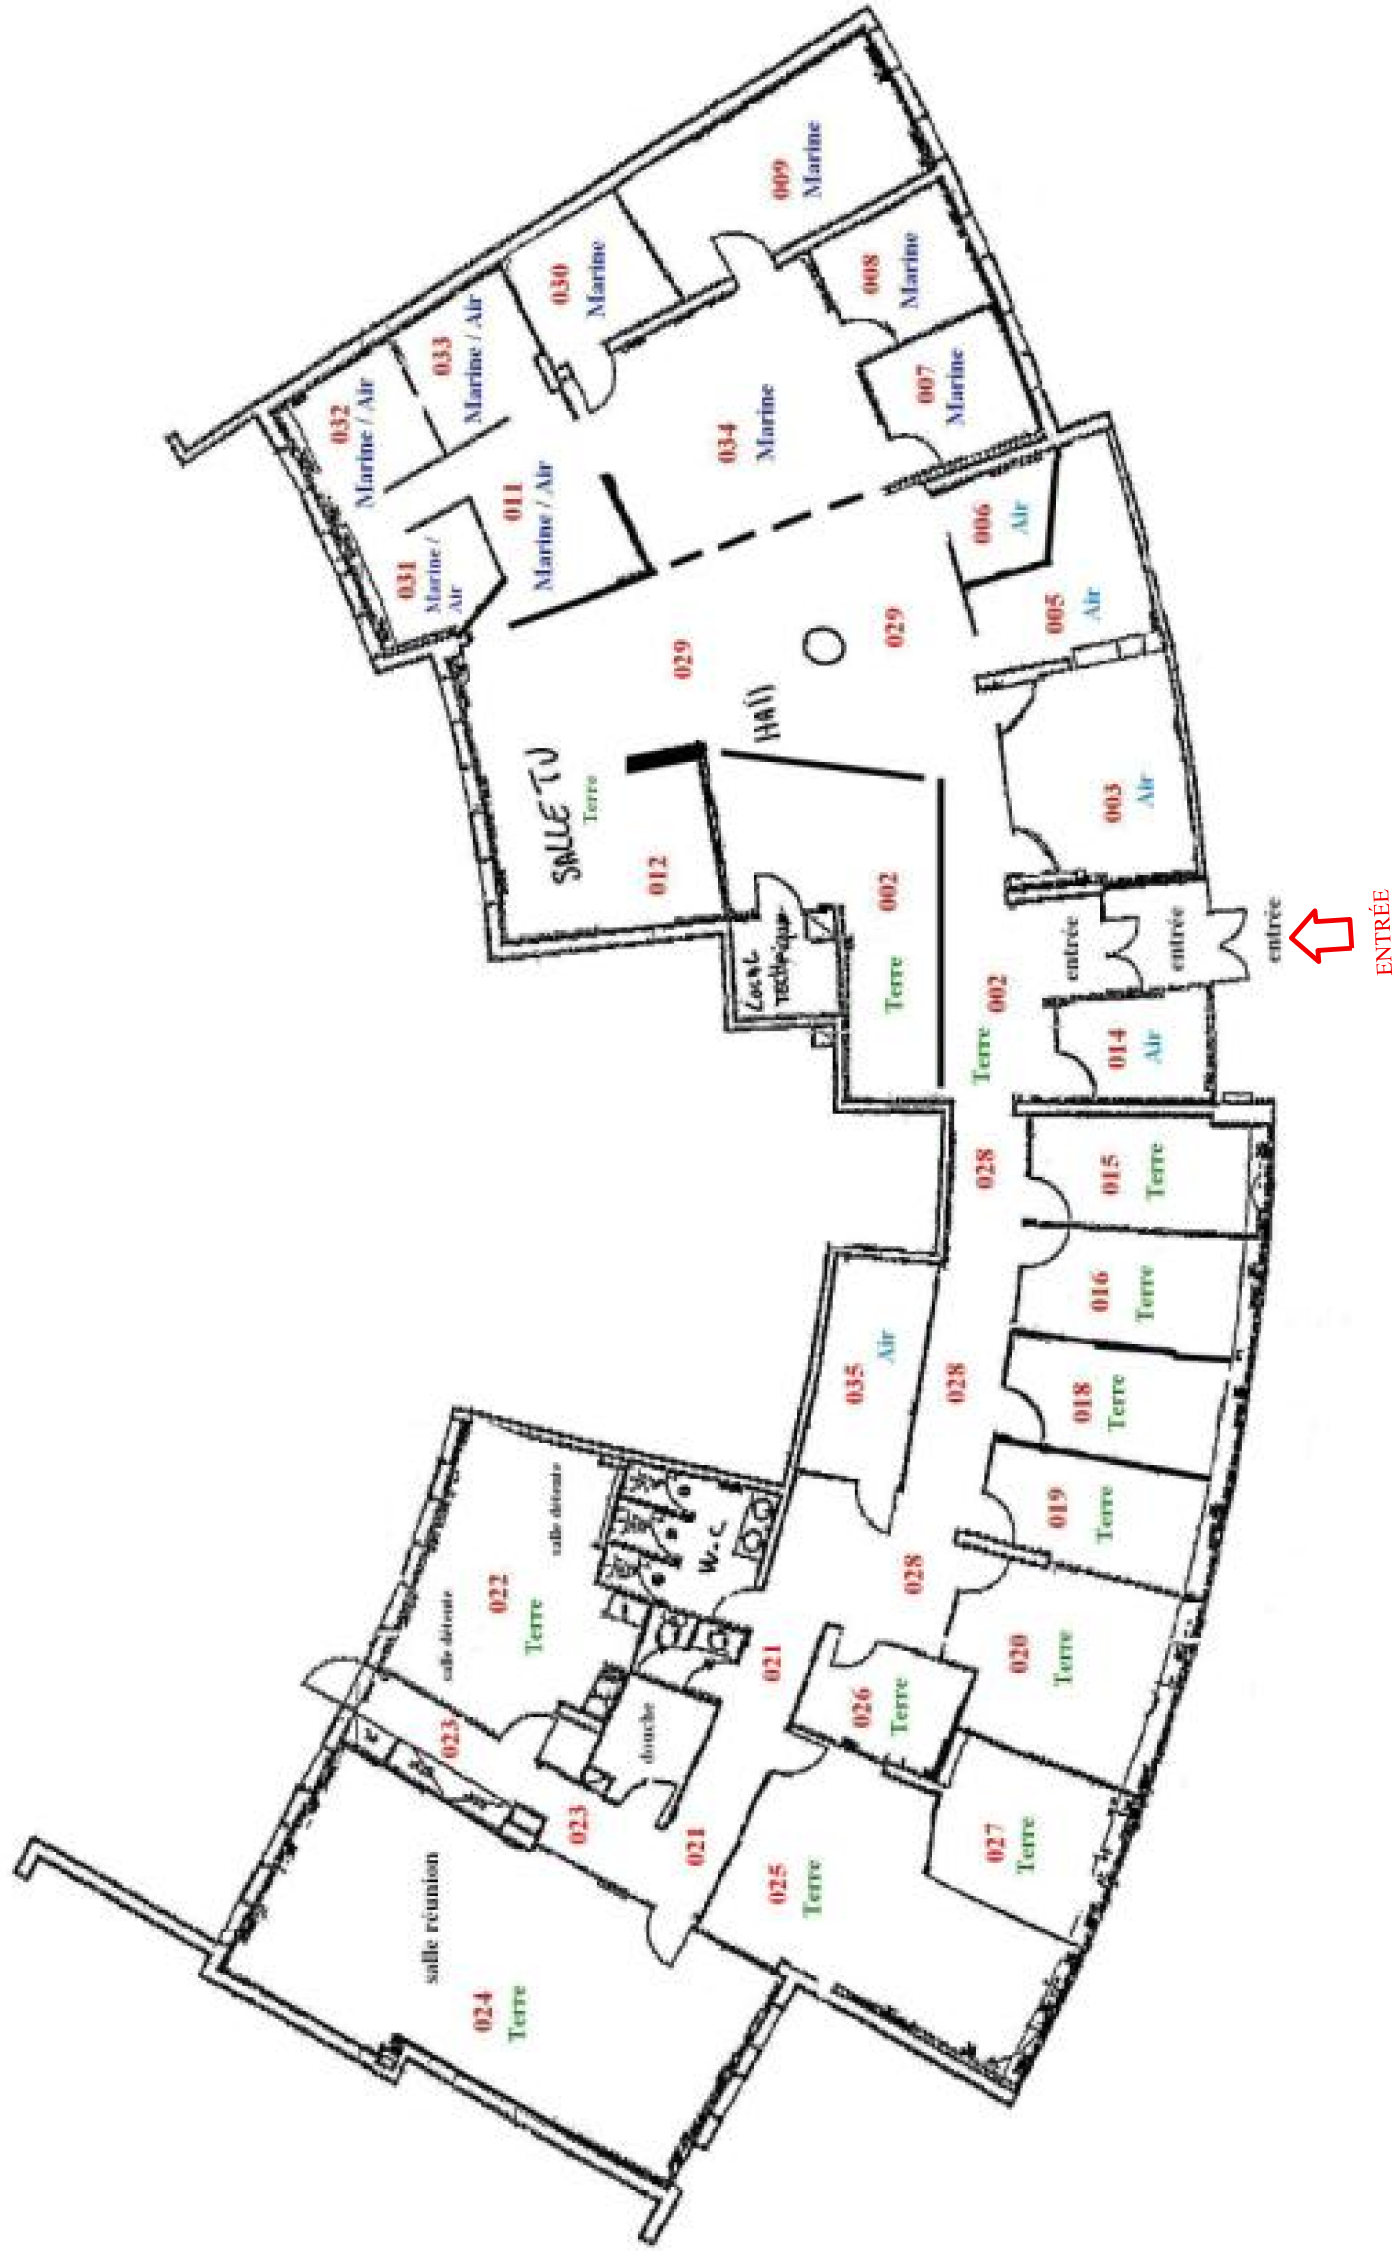 salle réunion
024
Terre
023
023
salle détente
022
Terre
salle détente
W.C
douche
021
021
025
Terre
026
Terre
027
Terre
020
Terre
028
019
Terre
018
Terre
028
035
Air
016
Terre
015
Terre
028
014
Air
Terre
002
Terre
002
entrée
entrée
entrée
ENTRÉE
Local
Technique
012
SALLE TV
Terre
HAll
029
029
003
Air
005
Air
006
Air
031
Marine /
Air
011
Marine / Air
032
Marine / Air
033
Marine / Air
034
Marine
030
Marine
007
Marine
008
Marine
009
Marine